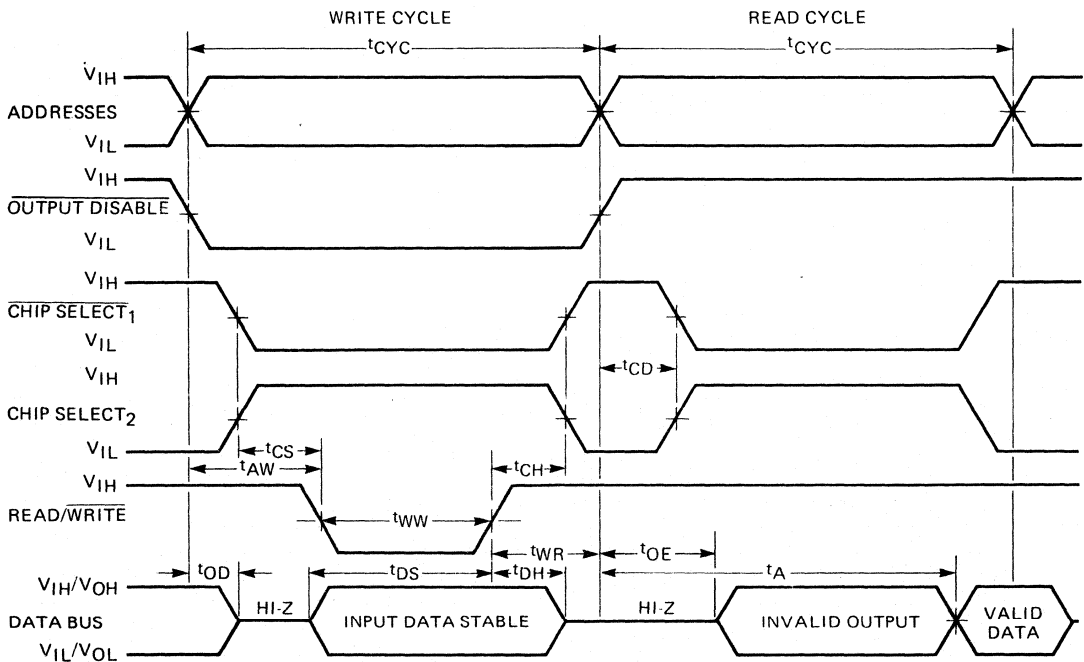 WRITE CYCLE
READ CYCLE
tCYC
tCYC
VIH
ADDRESSES
VIL
VIH
OUTPUT DISABLE
VIL
VIH
CHIP SELECT1
VIL
tCD
VIH
CHIP SELECT2
VIL
tCS
tAW
tCH
VIH
READ/WRITE
tWW
tWR
tOE
tOD
tDS
tDH
tA
VIH/VOH
DATA BUS
HI-Z
INPUT DATA STABLE
HI-Z
INVALID OUTPUT
VALID
DATA
VIL/VOL